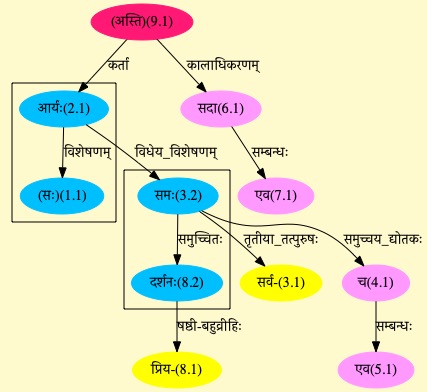 (अस्ति)(9.1)
कर्ता
कालाधिकरणम्
आर्यः(2.1)
सदा(6.1)
विशेषणम्
विधेय_विशेषणम्
सम्बन्धः
(सः)(1.1)
समः(3.2)
एव(7.1)
समुच्चितः
तृतीया_तत्पुरुषः
समुच्चय_द्योतकः
दर्शनः(8.2)
सर्व-(3.1)
च(4.1)
षष्ठी-बहुव्रीहिः
सम्बन्धः
प्रिय-(8.1)
एव(5.1)